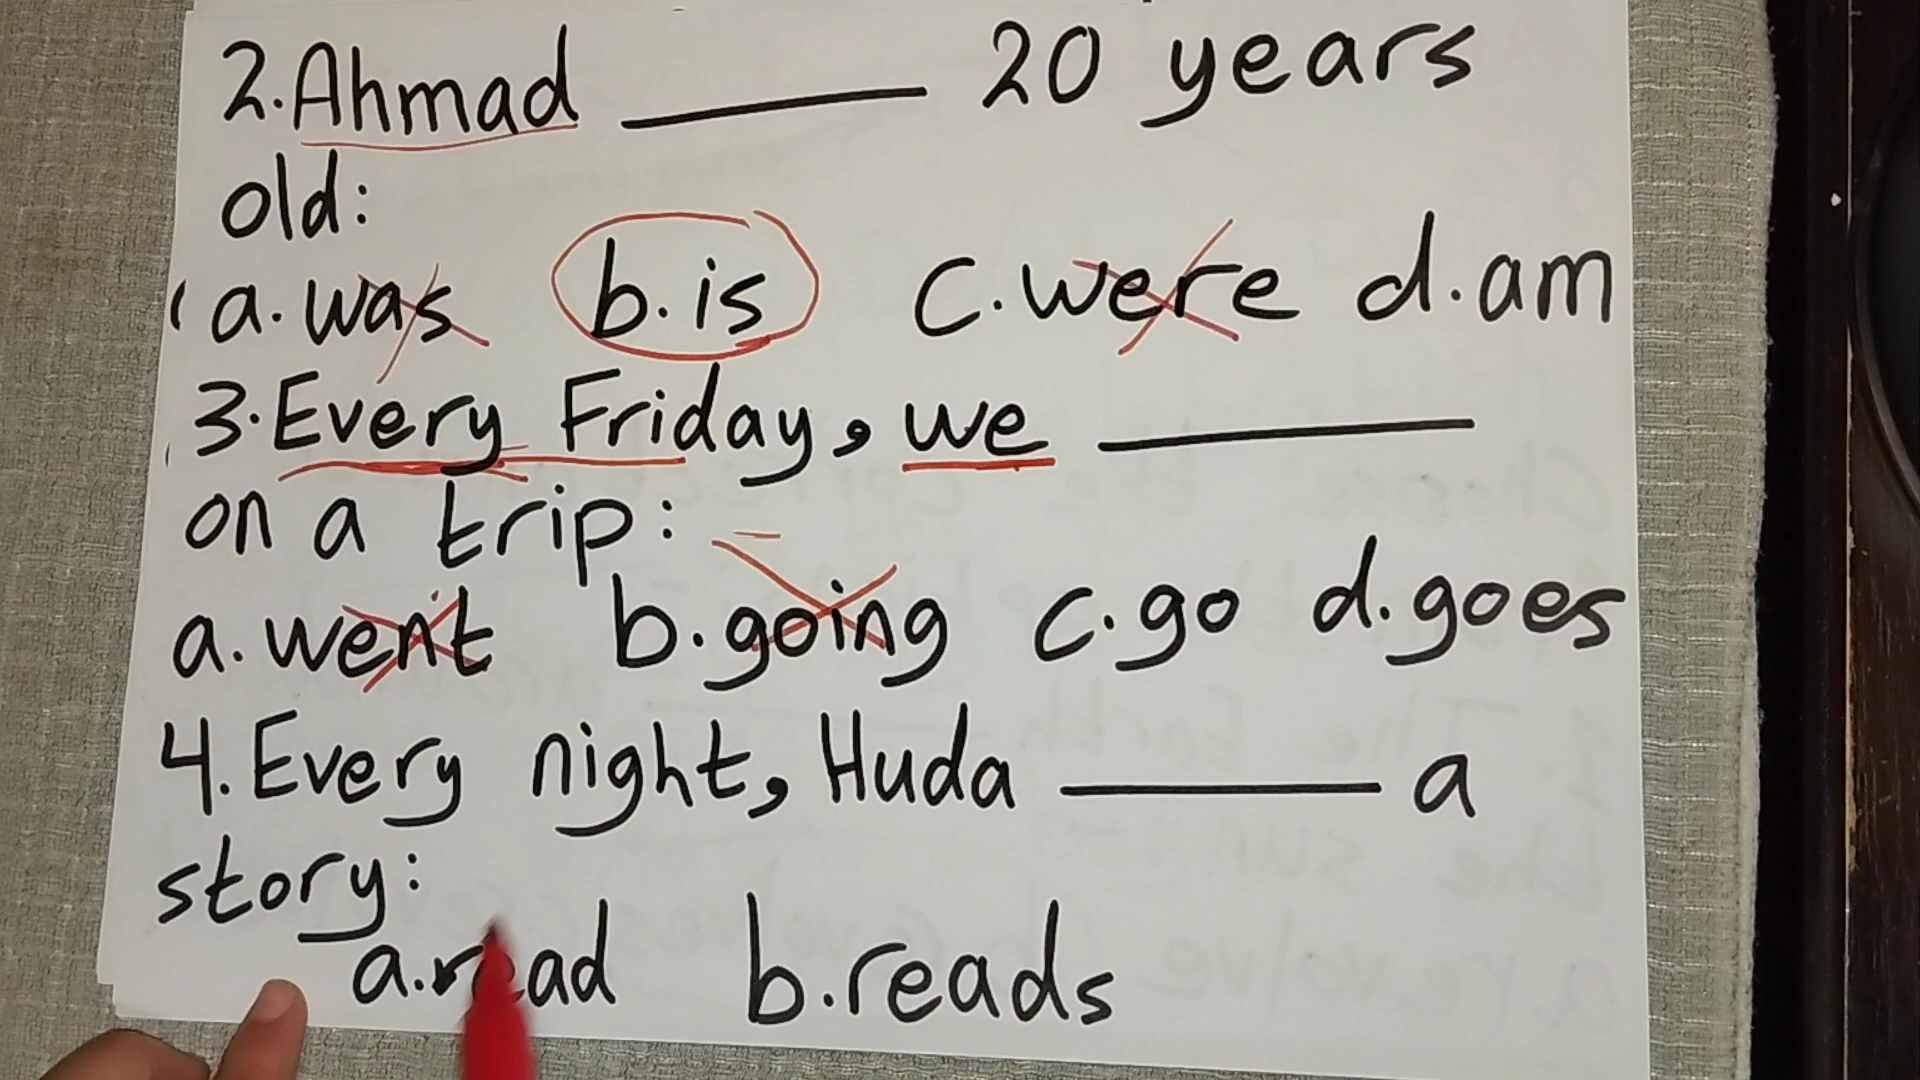 2.Ahmad ______ 20 years
old:
a.was b.is c.were d.am
3.Every Friday, we ______
on a trip:
a.went b.going c.go d.goes
4.Every night, Huda ______ a
story:
a.read b.reads